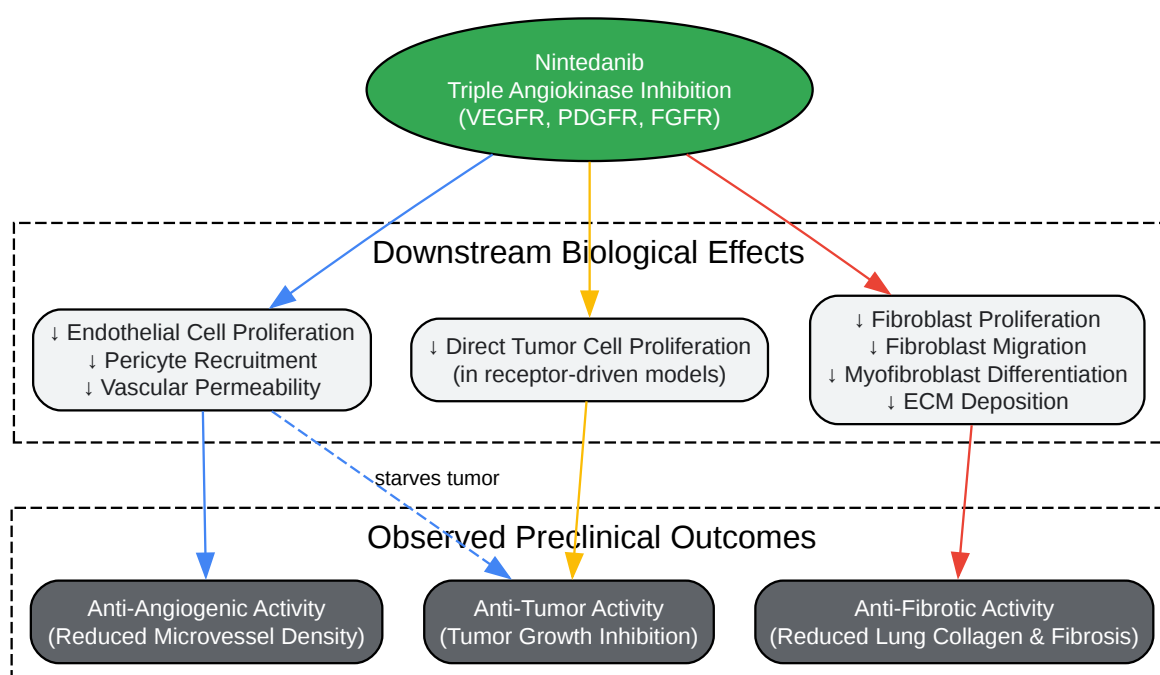 Nintedanib
Triple Angiokinase Inhibition
(VEGFR, PDGFR, FGFR)
Downstream Biological Effects
↓ Endothelial Cell Proliferation
↓ Pericyte Recruitment
↓ Vascular Permeability
↓ Direct Tumor Cell Proliferation
(in receptor-driven models)
↓ Fibroblast Proliferation
↓ Fibroblast Migration
↓ Myofibroblast Differentiation
↓ ECM Deposition
starves tumor
Observed Preclinical Outcomes
Anti-Angiogenic Activity
(Reduced Microvessel Density)
Anti-Tumor Activity
(Tumor Growth Inhibition)
Anti-Fibrotic Activity
(Reduced Lung Collagen & Fibrosis)